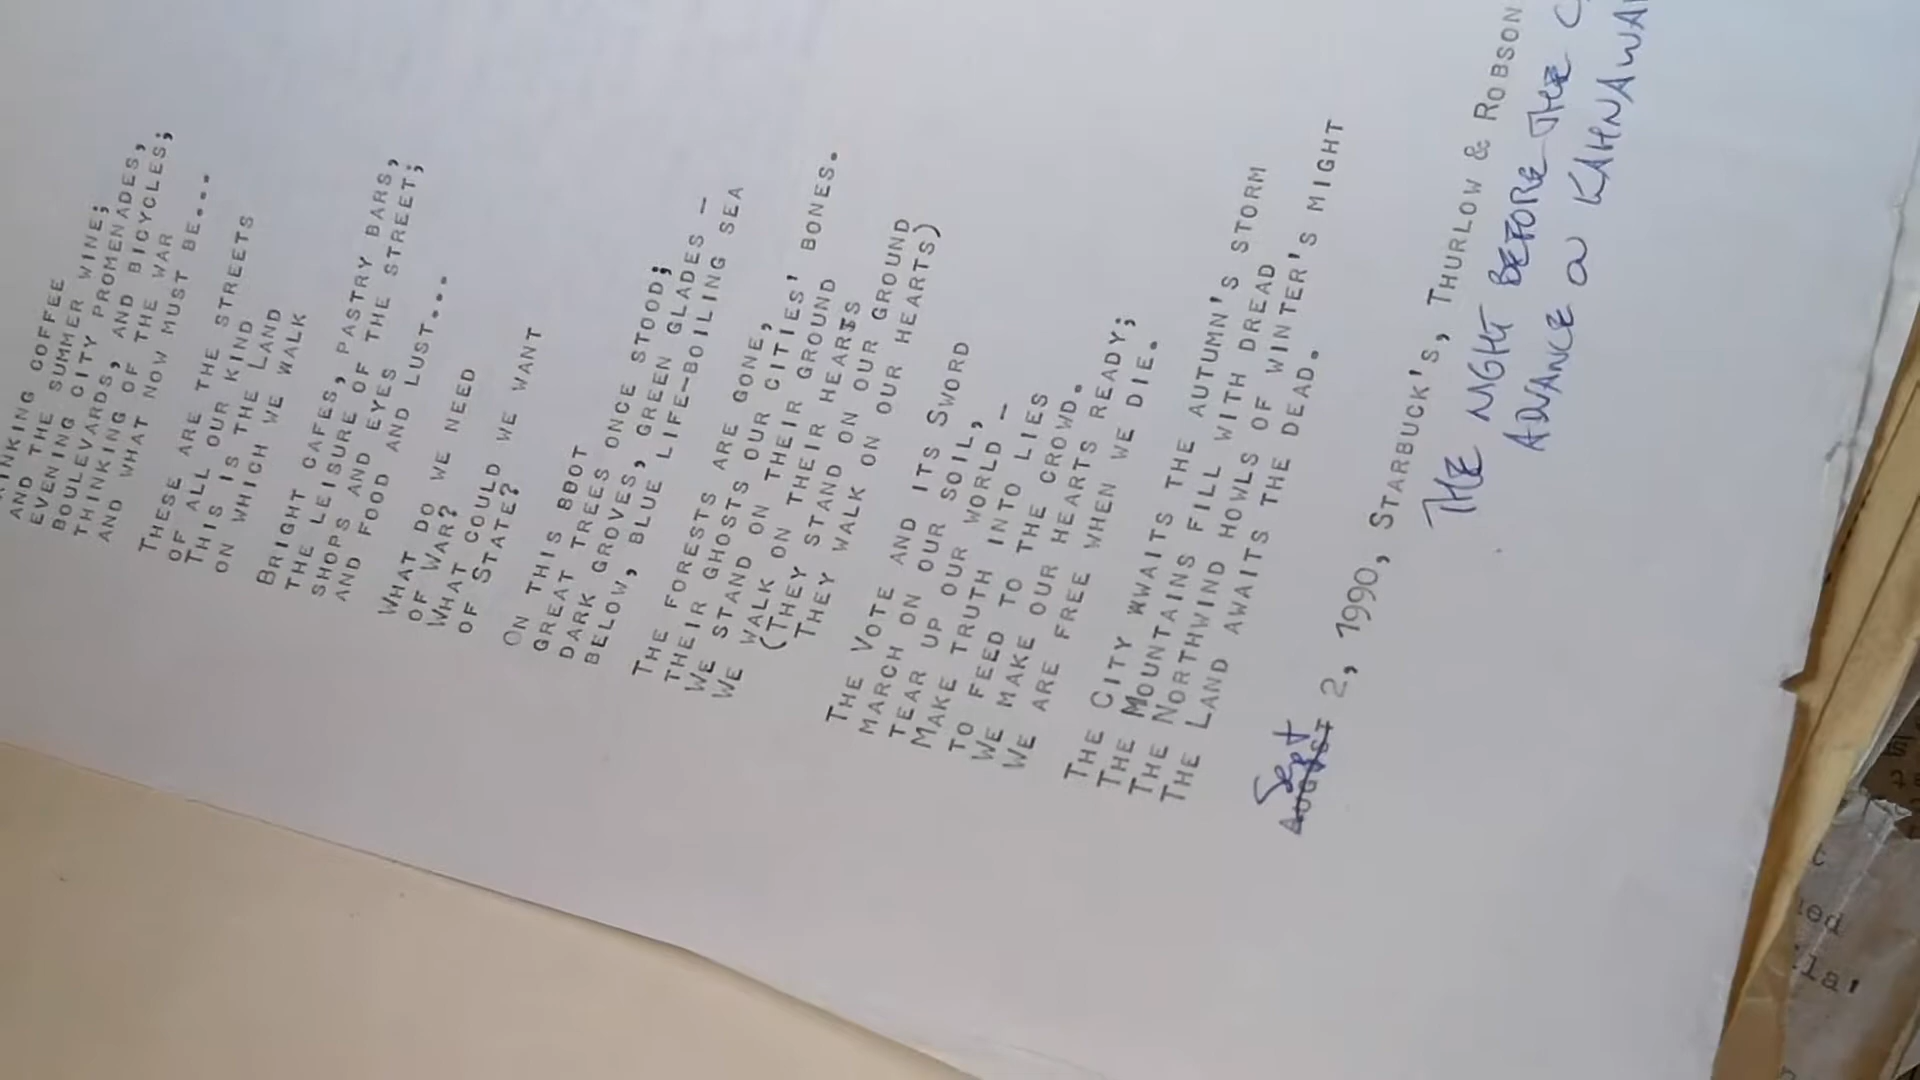 DRINKING COFFEE
AND THE SUMMER WINE;
EVENING CITY PROMENADES,
BOULEVARDS, AND BICYCLES;
THINKING OF THE WAR
AND WHAT OF WHAT NOW MUST BE...
THESE ARE THE STREETS
OF ALL OUR KIND
THIS IS THE LAND
ON WHICH WE WALK
BRIGHT CAFES, PASTRY BARS,
THE LEISURE OF THE STREET;
SHOPS AND EYES
AND FOOD AND LUST...
WHAT DO WE NEED
OF WAR?
WHAT COULD WE WANT
OF STATE?
ON THIS BBOT
GREAT TREES ONCE STOOD;
DARK GROVES, GREEN GLADES -
BELOW, BLUE LIFE-BOILING SEA
THE FORESTS ARE GONE,
THEIR GHOSTS ARE
WE STAND ON OUR CITIES' BONES.
WE WALK ON THEIR GROUND
(THEY STAND ON OUR GROUND
THEY WALK ON OUR HEARTS)
THE VOTE AND ITS SWORD
MARCH ON OUR SOIL,
TEAR UP OUR WORLD -
MAKE TRUTH INTO LIES
TO FEED TO THE CROWD.
WE MAKE OUR HEARTS READY;
WE ARE FREE WHEN WE DIE.
THE CITY AWAITS THE AUTUMN'S STORM
THE MOUNTAINS FILL WITH DREAD
THE NORTHWIND HOWLS OF WINTER'S MIGHT
THE LAND AWAITS THE DEAD.
Sept
AUGUST 2, 1990, STARBUCK'S, THURLOW & ROBSON
THE NIGHT BEFORE THE
ADVANCE ON